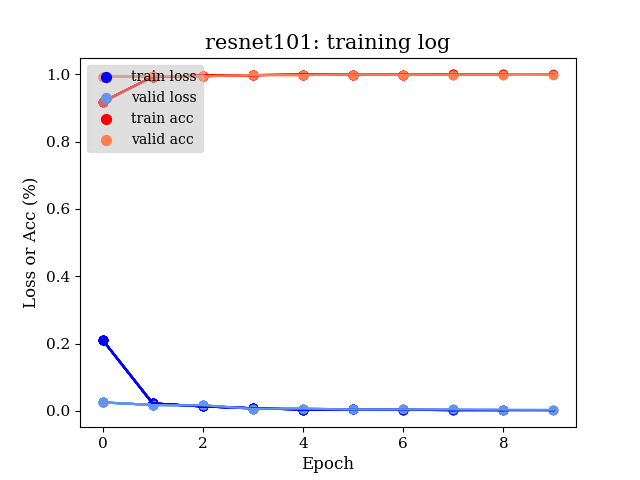 resnet101: training log
Loss or Acc (%)
1.0
0.8
0.6
0.4
0.2
0.0
train loss
valid loss
train acc
valid acc
0 2 4 6 8
Epoch